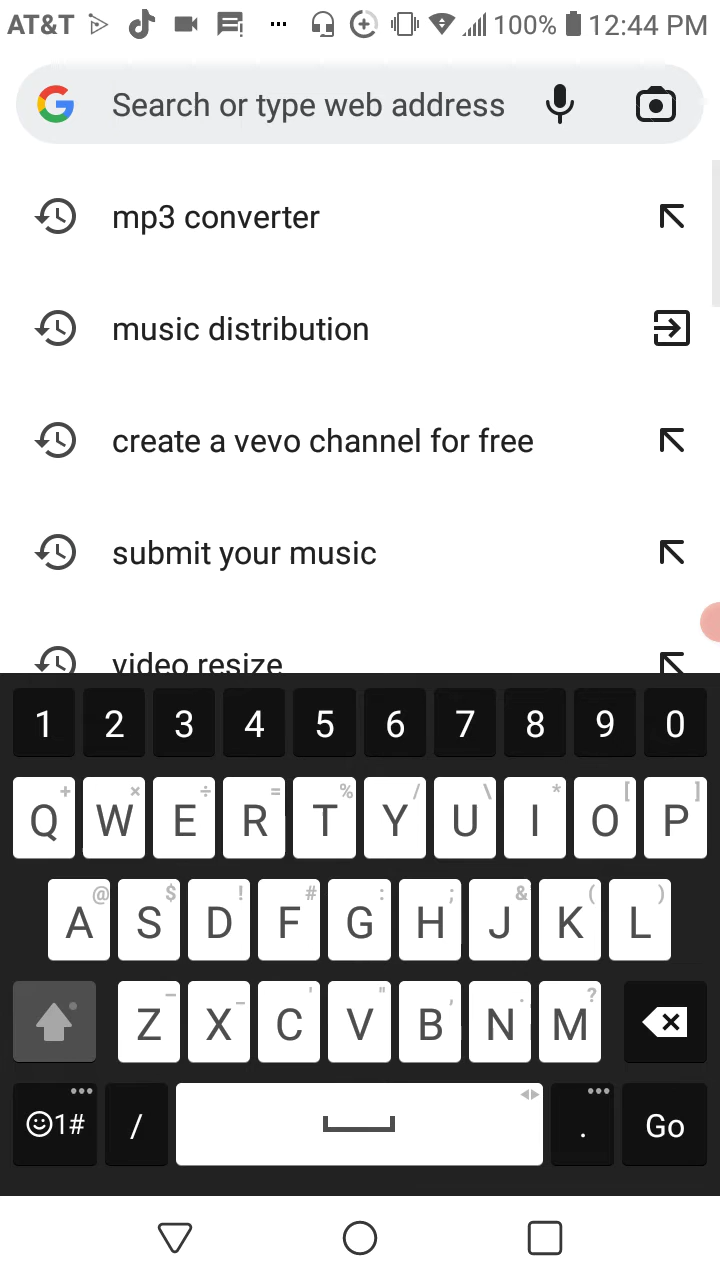 AT&T 100% 12:44 PM
Search or type web address
mp3 converter
music distribution
create a vevo channel for free
submit your music
video resize
1 2 3 4 5 6 7 8 9 0
+ × ÷ = % / \ * [ ]
Q W E R T Y U I O P
@ $ ! # : ; & ( )
A S D F G H J K L
- _ ' " , . ?
Z X C V B N M
1# / . Go